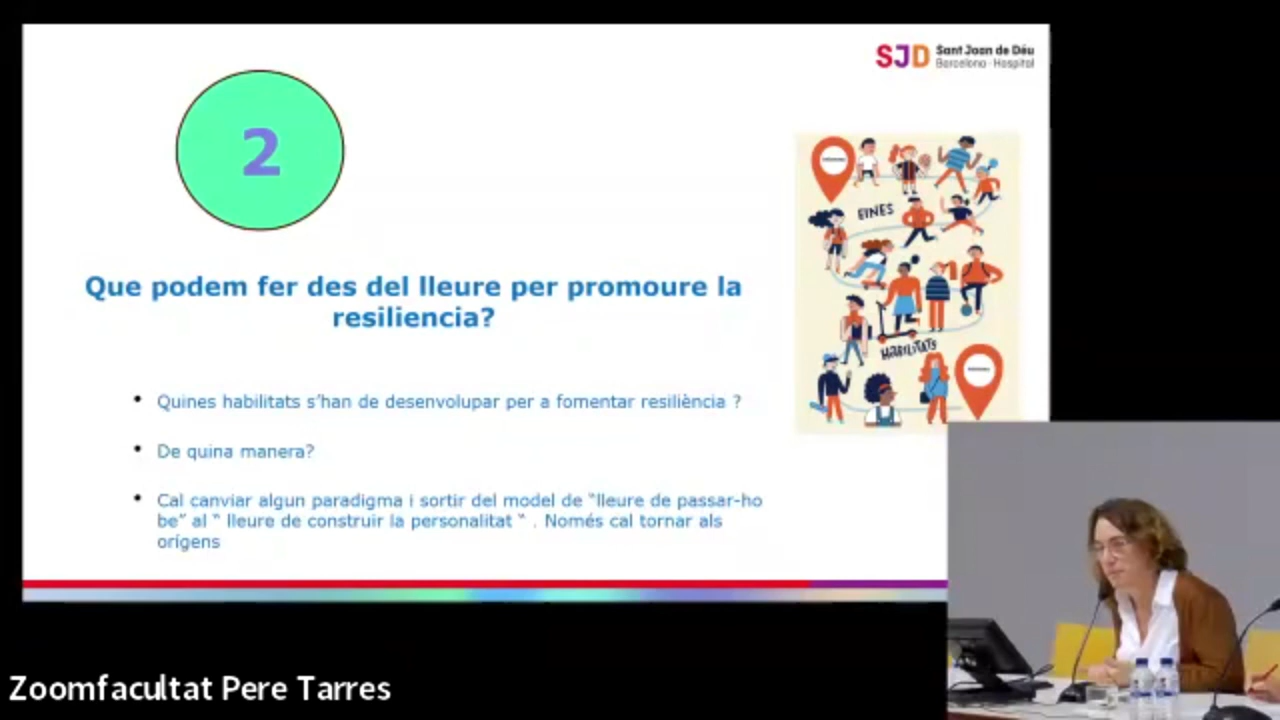 SJD Sant Joan de Déu
Barcelona · Hospital
2
EINES
HABILITATS
Que podem fer des del lleure per promoure la
resiliencia?
• Quines habilitats s'han de desenvolupar per a fomentar resiliència ?
• De quina manera?
• Cal canviar algun paradigma i sortir del model de "lleure de passar-ho
be" al " lleure de construir la personalitat " . Només cal tornar als
orígens
Zoomfacultat Pere Tarres